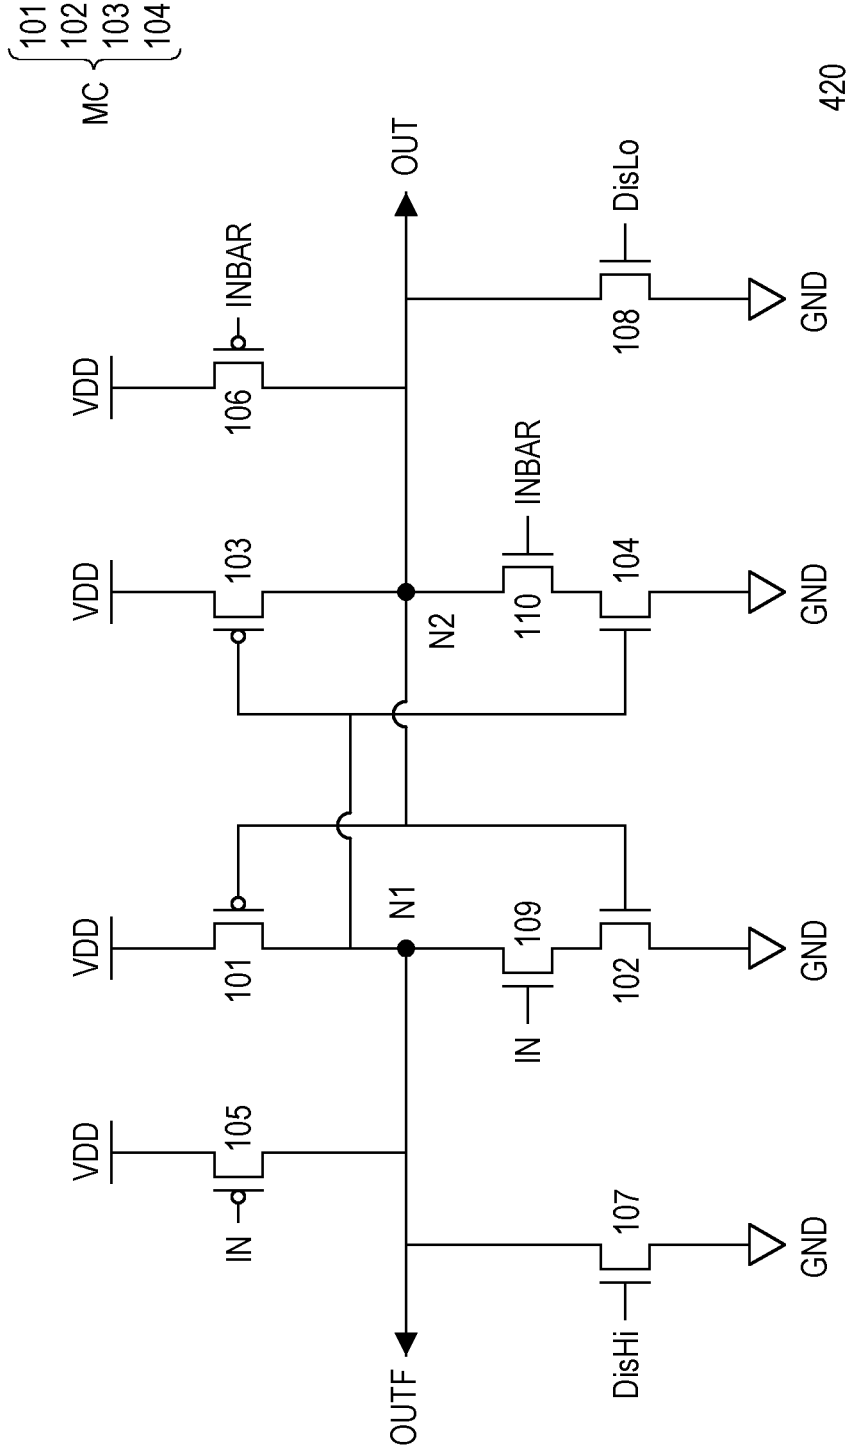 101
102
MC
103
104
VDD
VDD
VDD
VDD
IN
105
101
103
106
INBAR
OUTF
N1
N2
OUT
IN
109
110
INBAR
DisHi
107
102
104
108
DisLo
GND
GND
GND
GND
420